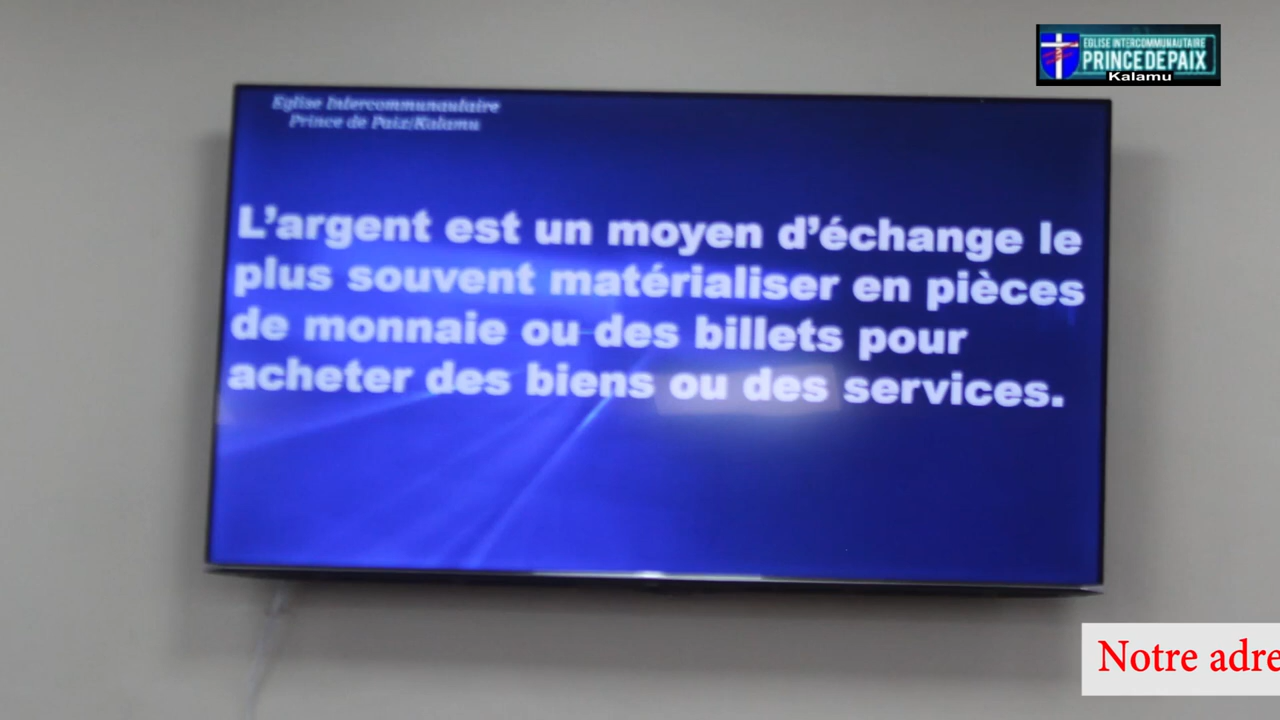 EGLISE INTERCOMMUNAUTAIRE
PRINCE DE PAIX
Kalamu
Eglise Intercommunautaire
Prince de Paix/Kalamu
L'argent est un moyen d'échange le
plus souvent matérialiser en pièces
de monnaie ou des billets pour
acheter des biens ou des services.
Notre adre